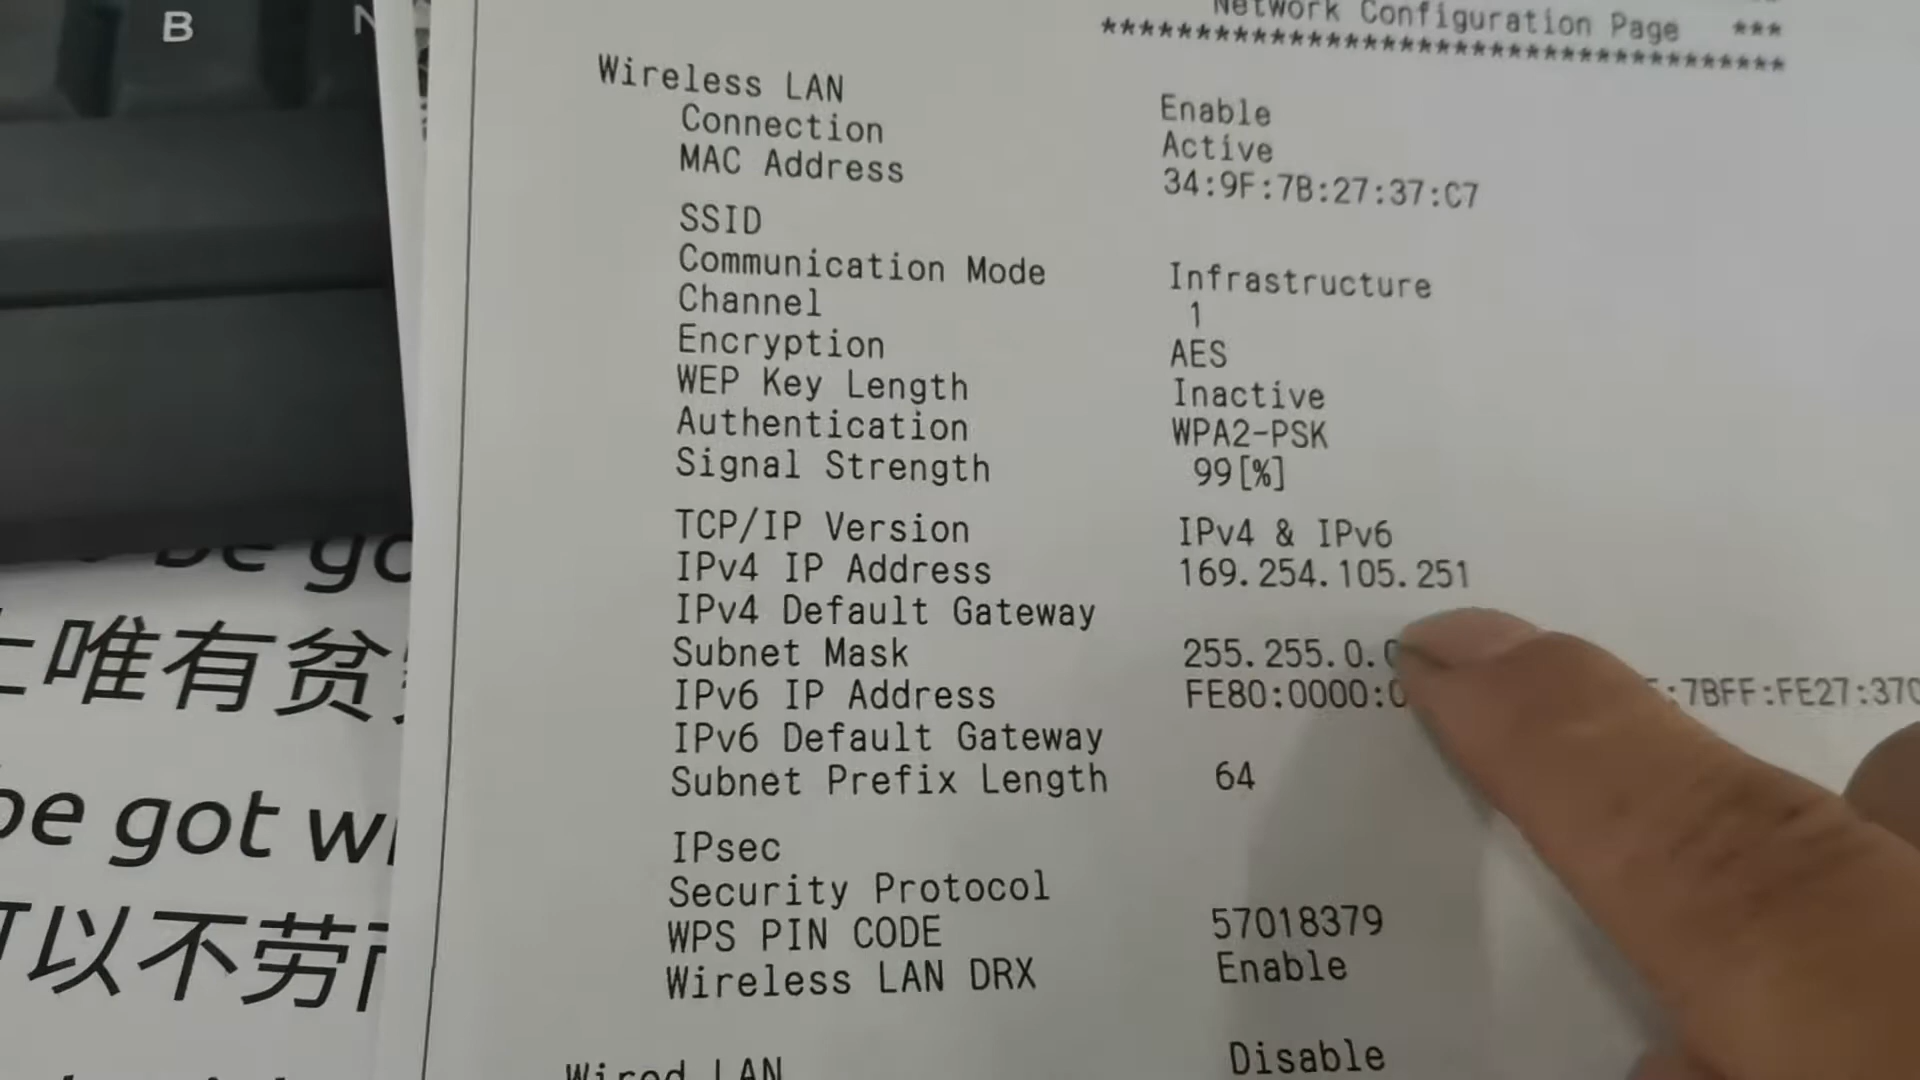 B
Network Configuration Page ***
************************************
Wireless LAN Enable
Connection Active
MAC Address 34:9F:7B:27:37:C7
SSID
Communication Mode Infrastructure
Channel 1
Encryption AES
WEP Key Length Inactive
Authentication WPA2-PSK
Signal Strength 99[%]
TCP/IP Version IPv4 & IPv6
IPv4 IP Address 169.254.105.251
IPv4 Default Gateway
Subnet Mask 255.255.0.
IPv6 IP Address FE80:0000: :7BFF:FE27:37
IPv6 Default Gateway
Subnet Prefix Length 64
IPsec
Security Protocol
WPS PIN CODE 57018379
Wireless LAN DRX Enable
Wired LAN Disable
be go
唯有贫
be got w
以不劳